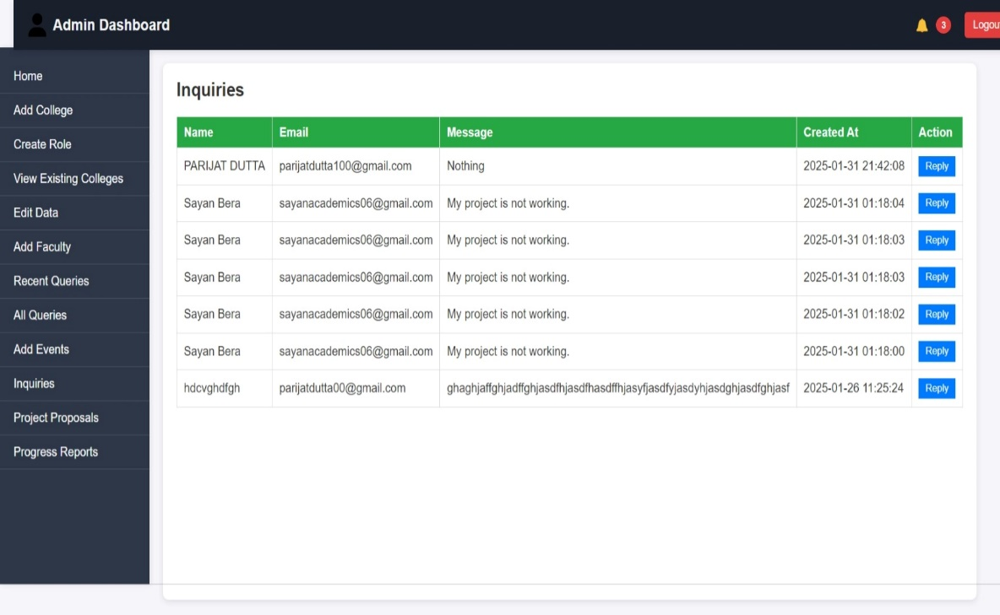 Admin Dashboard
3
Logou
Home
Add College
Create Role
View Existing Colleges
Edit Data
Add Faculty
Recent Queries
All Queries
Add Events
Inquiries
Project Proposals
Progress Reports
Inquiries
Name Email Message Created At Action
PARIJAT DUTTA parijatdutta100@gmail.com Nothing 2025-01-31 21:42:08 Reply
Sayan Bera sayanacademics06@gmail.com My project is not working. 2025-01-31 01:18:04 Reply
Sayan Bera sayanacademics06@gmail.com My project is not working. 2025-01-31 01:18:03 Reply
Sayan Bera sayanacademics06@gmail.com My project is not working. 2025-01-31 01:18:03 Reply
Sayan Bera sayanacademics06@gmail.com My project is not working. 2025-01-31 01:18:02 Reply
Sayan Bera sayanacademics06@gmail.com My project is not working. 2025-01-31 01:18:00 Reply
hdcvghdfgh parijatdutta00@gmail.com ghaghjaffghjadffghjasdfhjasdfhasdffhjasyfjasdfyjasdyhjasdghjasdfghjasf 2025-01-26 11:25:24 Reply